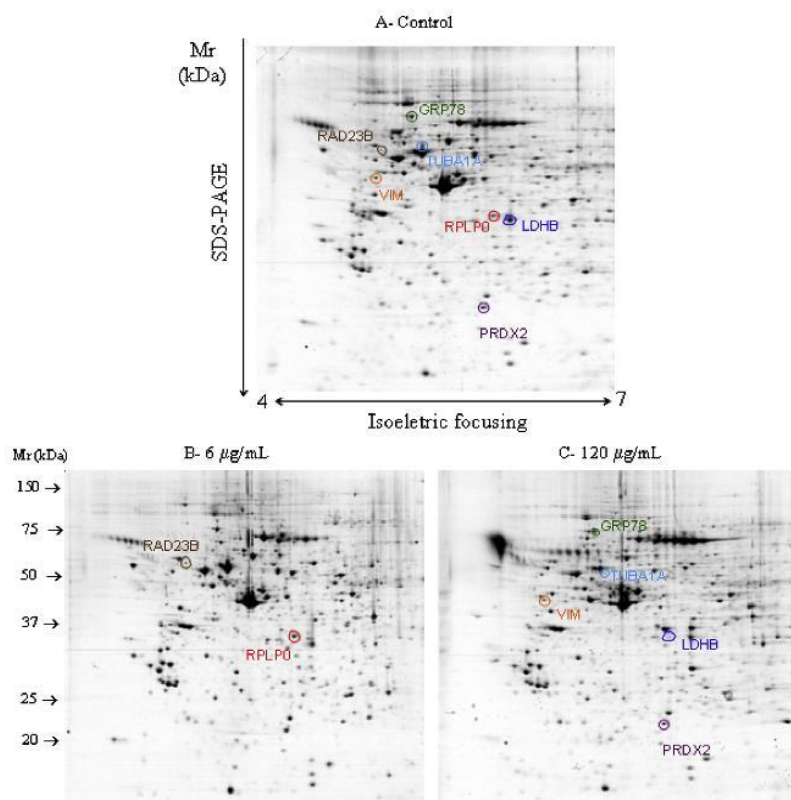 A- Control
Mr
(kDa)
GRP78
RAD23B
TUBA1A
VIM
SDS-PAGE
RPLP0
LDHB
PRDX2
4
7
Isoeletric focusing
Mr (kDa)
B- 6 µg/mL
C- 120 µg/mL
150
75
50
37
25
20
RAD23B
RPLP0
GRP78
TUBA1A
VIM
LDHB
PRDX2